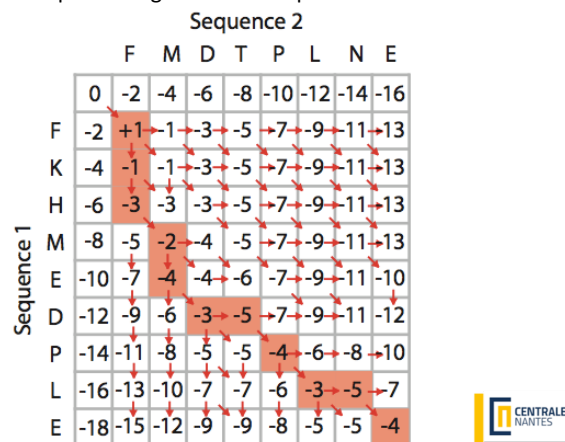 Sequence 2
F M D T P L N E
0 -2 -4 -6 -8 -10 -12 -14 -16
F -2 +1 -1 -3 -5 -7 -9 -11 -13
K -4 -1 -1 -3 -5 -7 -9 -11 -13
H -6 -3 -3 -3 -5 -7 -9 -11 -13
M -8 -5 -2 -4 -5 -7 -9 -11 -13
E -10 -7 -4 -4 -6 -7 -9 -11 -10
D -12 -9 -6 -3 -5 -7 -9 -11 -12
P -14 -11 -8 -5 -5 -4 -6 -8 -10
L -16 -13 -10 -7 -7 -6 -3 -5 -7
E -18 -15 -12 -9 -9 -8 -5 -5 -4
Sequence 1
CENTRALE
NANTES